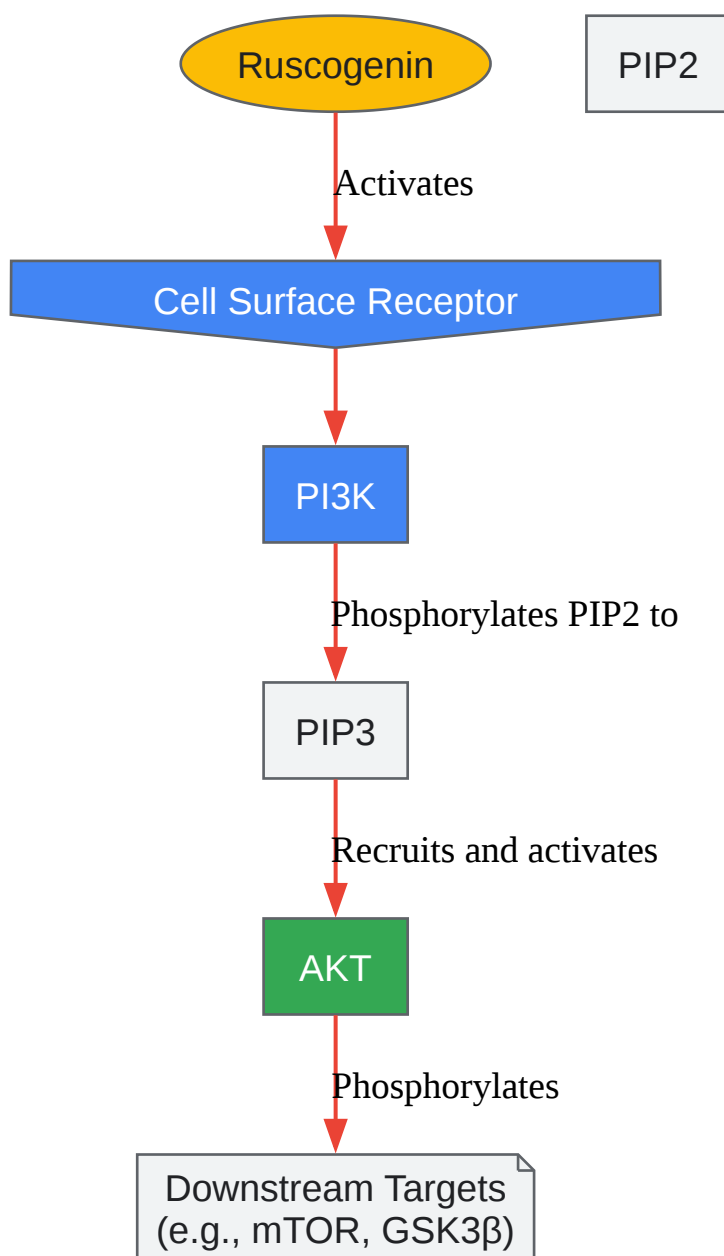 Ruscogenin
PIP2
Activates
Cell Surface Receptor
PI3K
Phosphorylates PIP2 to
PIP3
Recruits and activates
AKT
Phosphorylates
Downstream Targets
(e.g., mTOR, GSK3β)